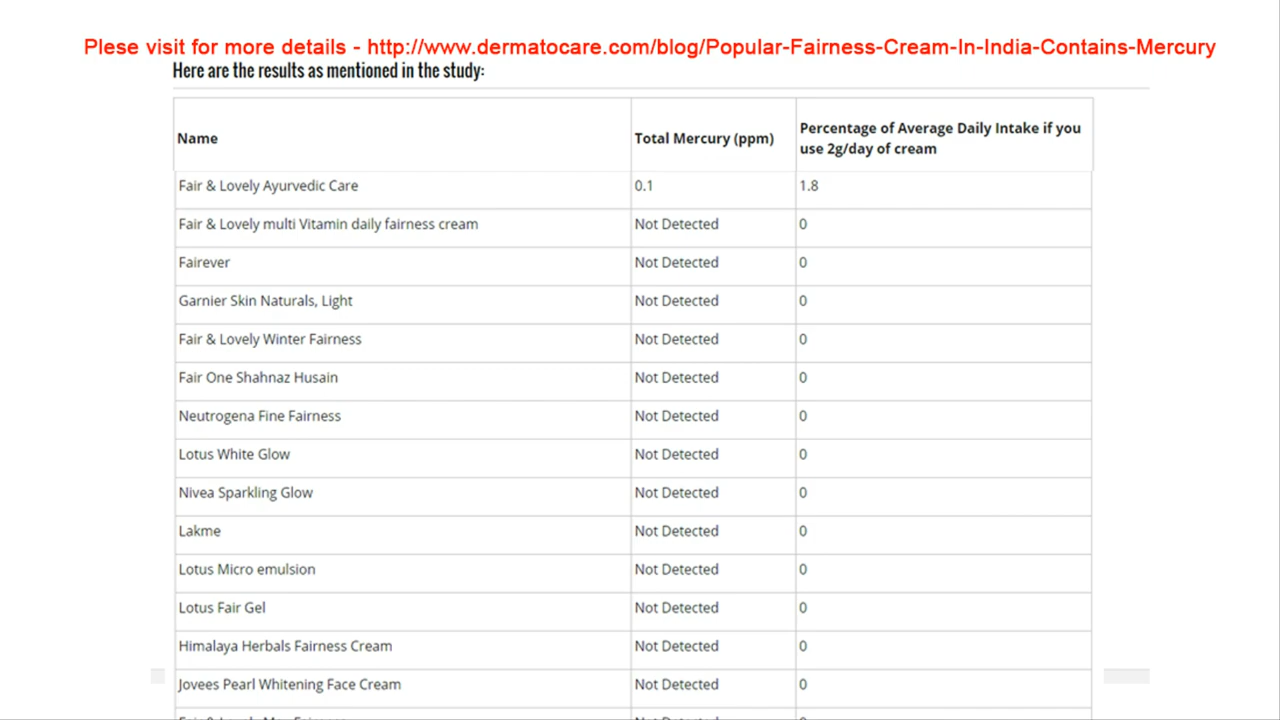 Plese visit for more details - http://www.dermatocare.com/blog/Popular-Fairness-Cream-In-India-Contains-Mercury
Here are the results as mentioned in the study:
Name Total Mercury (ppm) Percentage of Average Daily Intake if you
use 2g/day of cream
Fair & Lovely Ayurvedic Care 0.1 1.8
Fair & Lovely multi Vitamin daily fairness cream Not Detected 0
Fairever Not Detected 0
Garnier Skin Naturals, Light Not Detected 0
Fair & Lovely Winter Fairness Not Detected 0
Fair One Shahnaz Husain Not Detected 0
Neutrogena Fine Fairness Not Detected 0
Lotus White Glow Not Detected 0
Nivea Sparkling Glow Not Detected 0
Lakme Not Detected 0
Lotus Micro emulsion Not Detected 0
Lotus Fair Gel Not Detected 0
Himalaya Herbals Fairness Cream Not Detected 0
Jovees Pearl Whitening Face Cream Not Detected 0